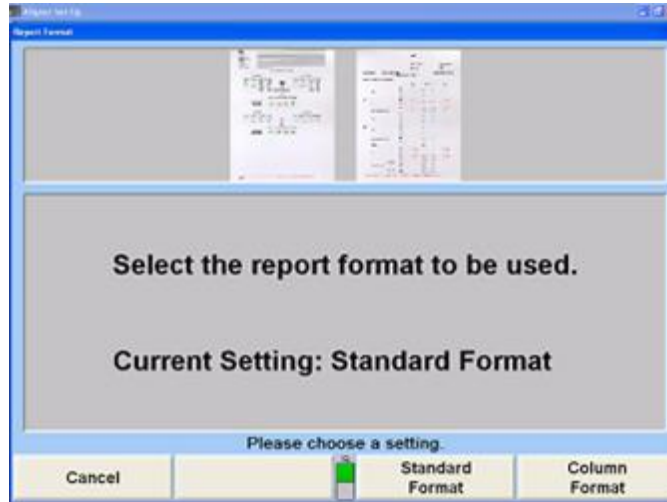 Report Format
Select the report format to be used.
Current Setting: Standard Format
Please choose a setting.
Cancel
Standard
Format
Column
Format